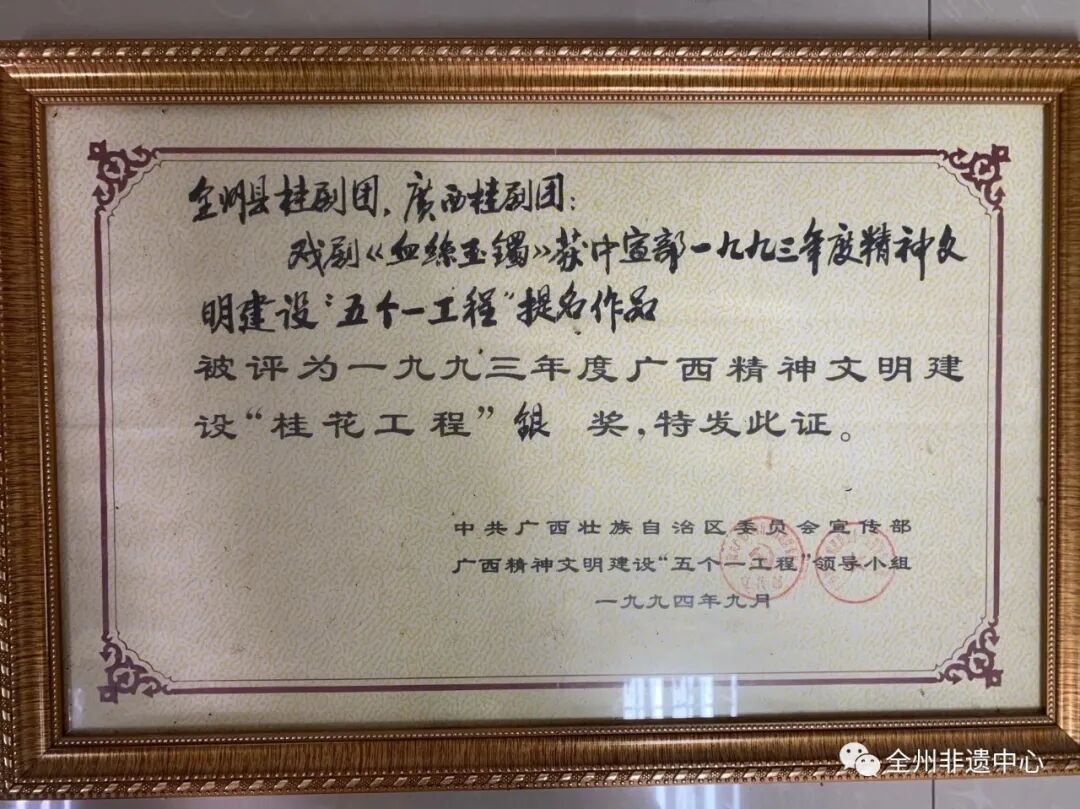 全州县桂剧团、廣西桂剧团：
戏剧《血絲玉镯》获中宣部一九九三年度精神文
明建设“五个一工程”提名作品
被评为一九九三年度广西精神文明建
设“桂花工程”银 奖，特发此证。
中共广西壮族自治区委员会宣传部
广西精神文明建设“五个一工程”领导小组
一九九四年九月
全州非遗中心